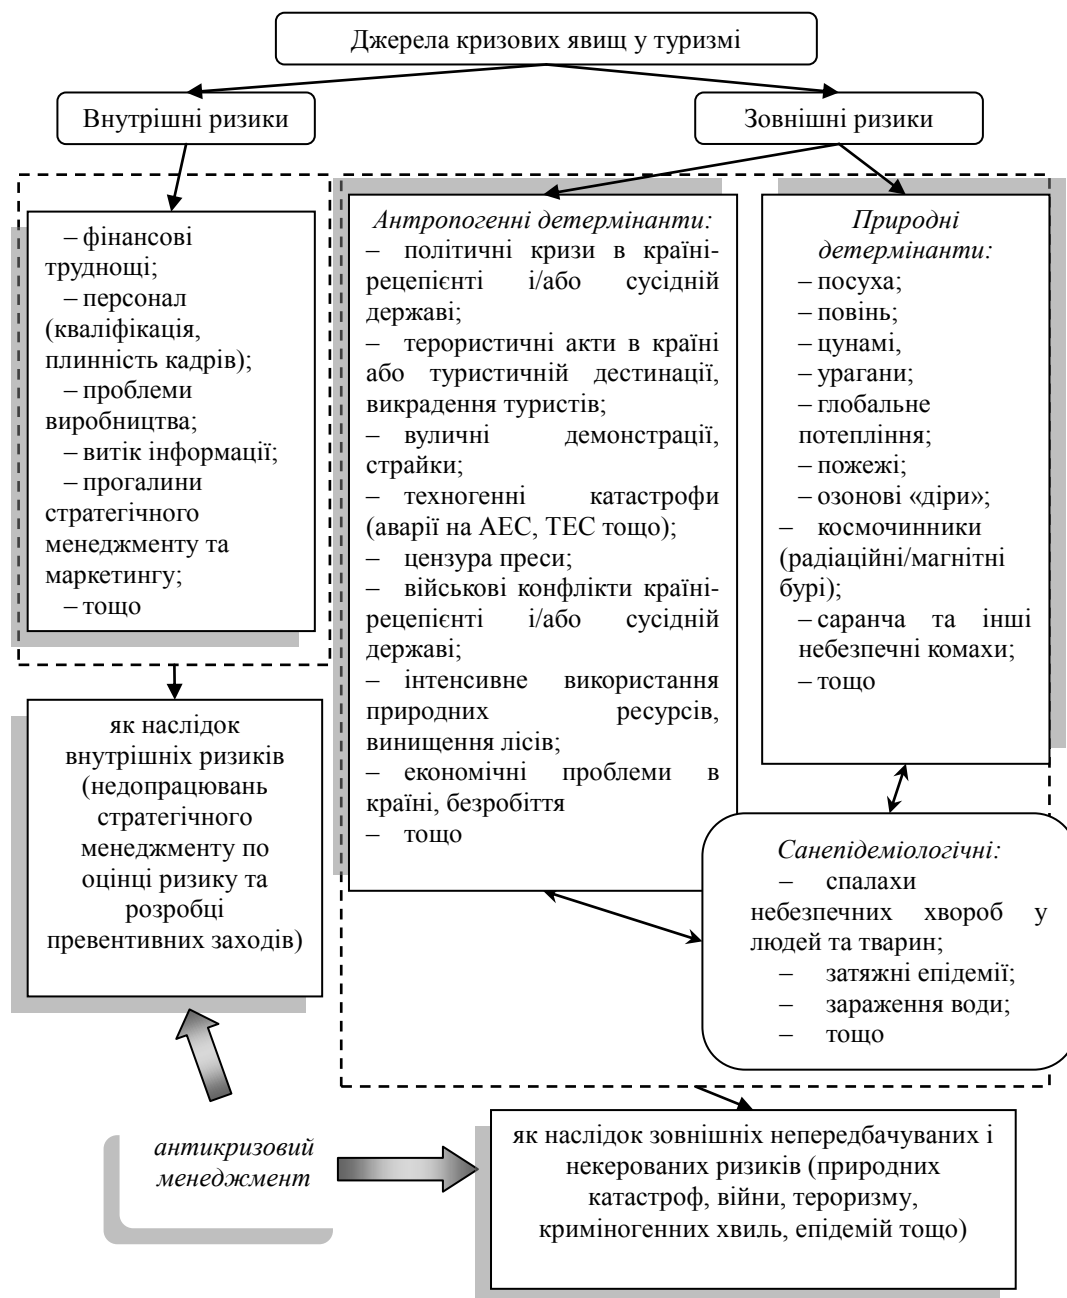 Джерела кризових явищ у туризмі
Внутрішні ризики
Зовнішні ризики
– фінансові
труднощі;
– персонал
(кваліфікація,
плинність кадрів);
– проблеми
виробництва;
– витік інформації;
– прогалини
стратегічного
менеджменту та
маркетингу;
– тощо
Антропогенні детермінанти:
– політичні кризи в країні-
рецепієнті і/або сусідній
державі;
– терористичні акти в країні
або туристичній дестинації,
викрадення туристів;
– вуличні демонстрації,
страйки;
– техногенні катастрофи
(аварії на АЕС, ТЕС тощо);
– цензура преси;
– військові конфлікти країні-
рецепієнті і/або сусідній
державі;
– інтенсивне використання
природних ресурсів,
винищення лісів;
– економічні проблеми в
країні, безробіття
– тощо
Природні
детермінанти:
– посуха;
– повінь;
– цунамі,
– урагани;
– глобальне
потепління;
– пожежі;
– озонові «діри»;
– космочинники
(радіаційні/магнітні
бурі);
– саранча та інші
небезпечні комахи;
– тощо
як наслідок
внутрішніх ризиків
(недопрацювань
стратегічного
менеджменту по
оцінці ризику та
розробці
превентивних заходів)
Санепідеміологічні:
– спалахи
небезпечних хвороб у
людей та тварин;
– затяжні епідемії;
– зараження води;
– тощо
антикризовий
менеджмент
як наслідок зовнішніх непередбачуваних і
некерованих ризиків (природних
катастроф, війни, тероризму,
криміногенних хвиль, епідемій тощо)